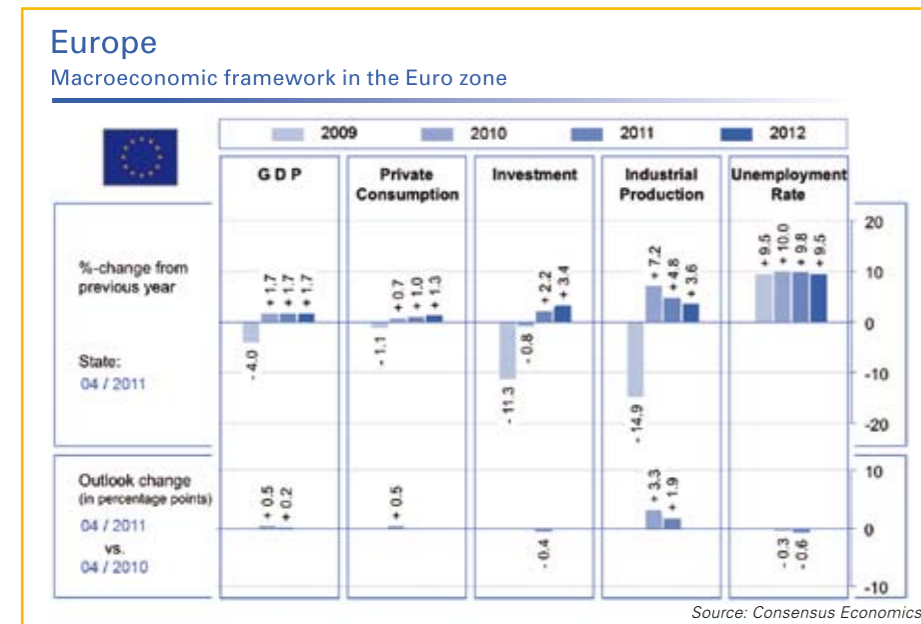 Europe
Macroeconomic framework in the Euro zone
2009 2010 2011 2012
G D P
Private
Consumption
Investment
Industrial
Production
Unemployment
Rate
%-change from
previous year
State:
04 / 2011
- 4.0 + 1.7 + 1.7 + 1.7
- 1.1 + 0.7 + 1.0 + 1.3
- 11.3 - 0.8 + 2.2 + 3.4
- 14.9 + 7.2 + 4.8 + 3.6
+ 9.5 + 10.0 + 9.8 + 9.5
20
10
0
-10
-20
Outlook change
(in percentage points)
04 / 2011
vs.
04 / 2010
+ 0.5 + 0.2
+ 0.5
- 0.4
+ 3.3 + 1.9
- 0.3 - 0.6
10
0
-10
Source: Consensus Economics